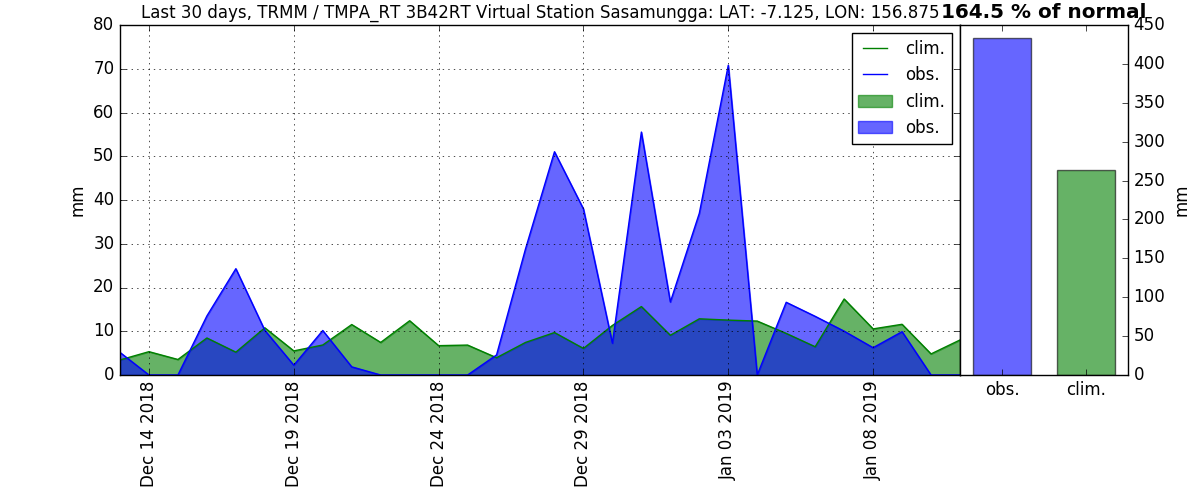 Last 30 days, TRMM / TMPA_RT 3B42RT Virtual Station Sasamungga: LAT: -7.125, LON: 156.875
164.5 % of normal
80
70
60
50
40
30
20
10
0
mm
clim.
obs.
clim.
obs.
Dec 14 2018
Dec 19 2018
Dec 24 2018
Dec 29 2018
Jan 03 2019
Jan 08 2019
450
400
350
300
250
200
150
100
50
0
mm
obs.
clim.